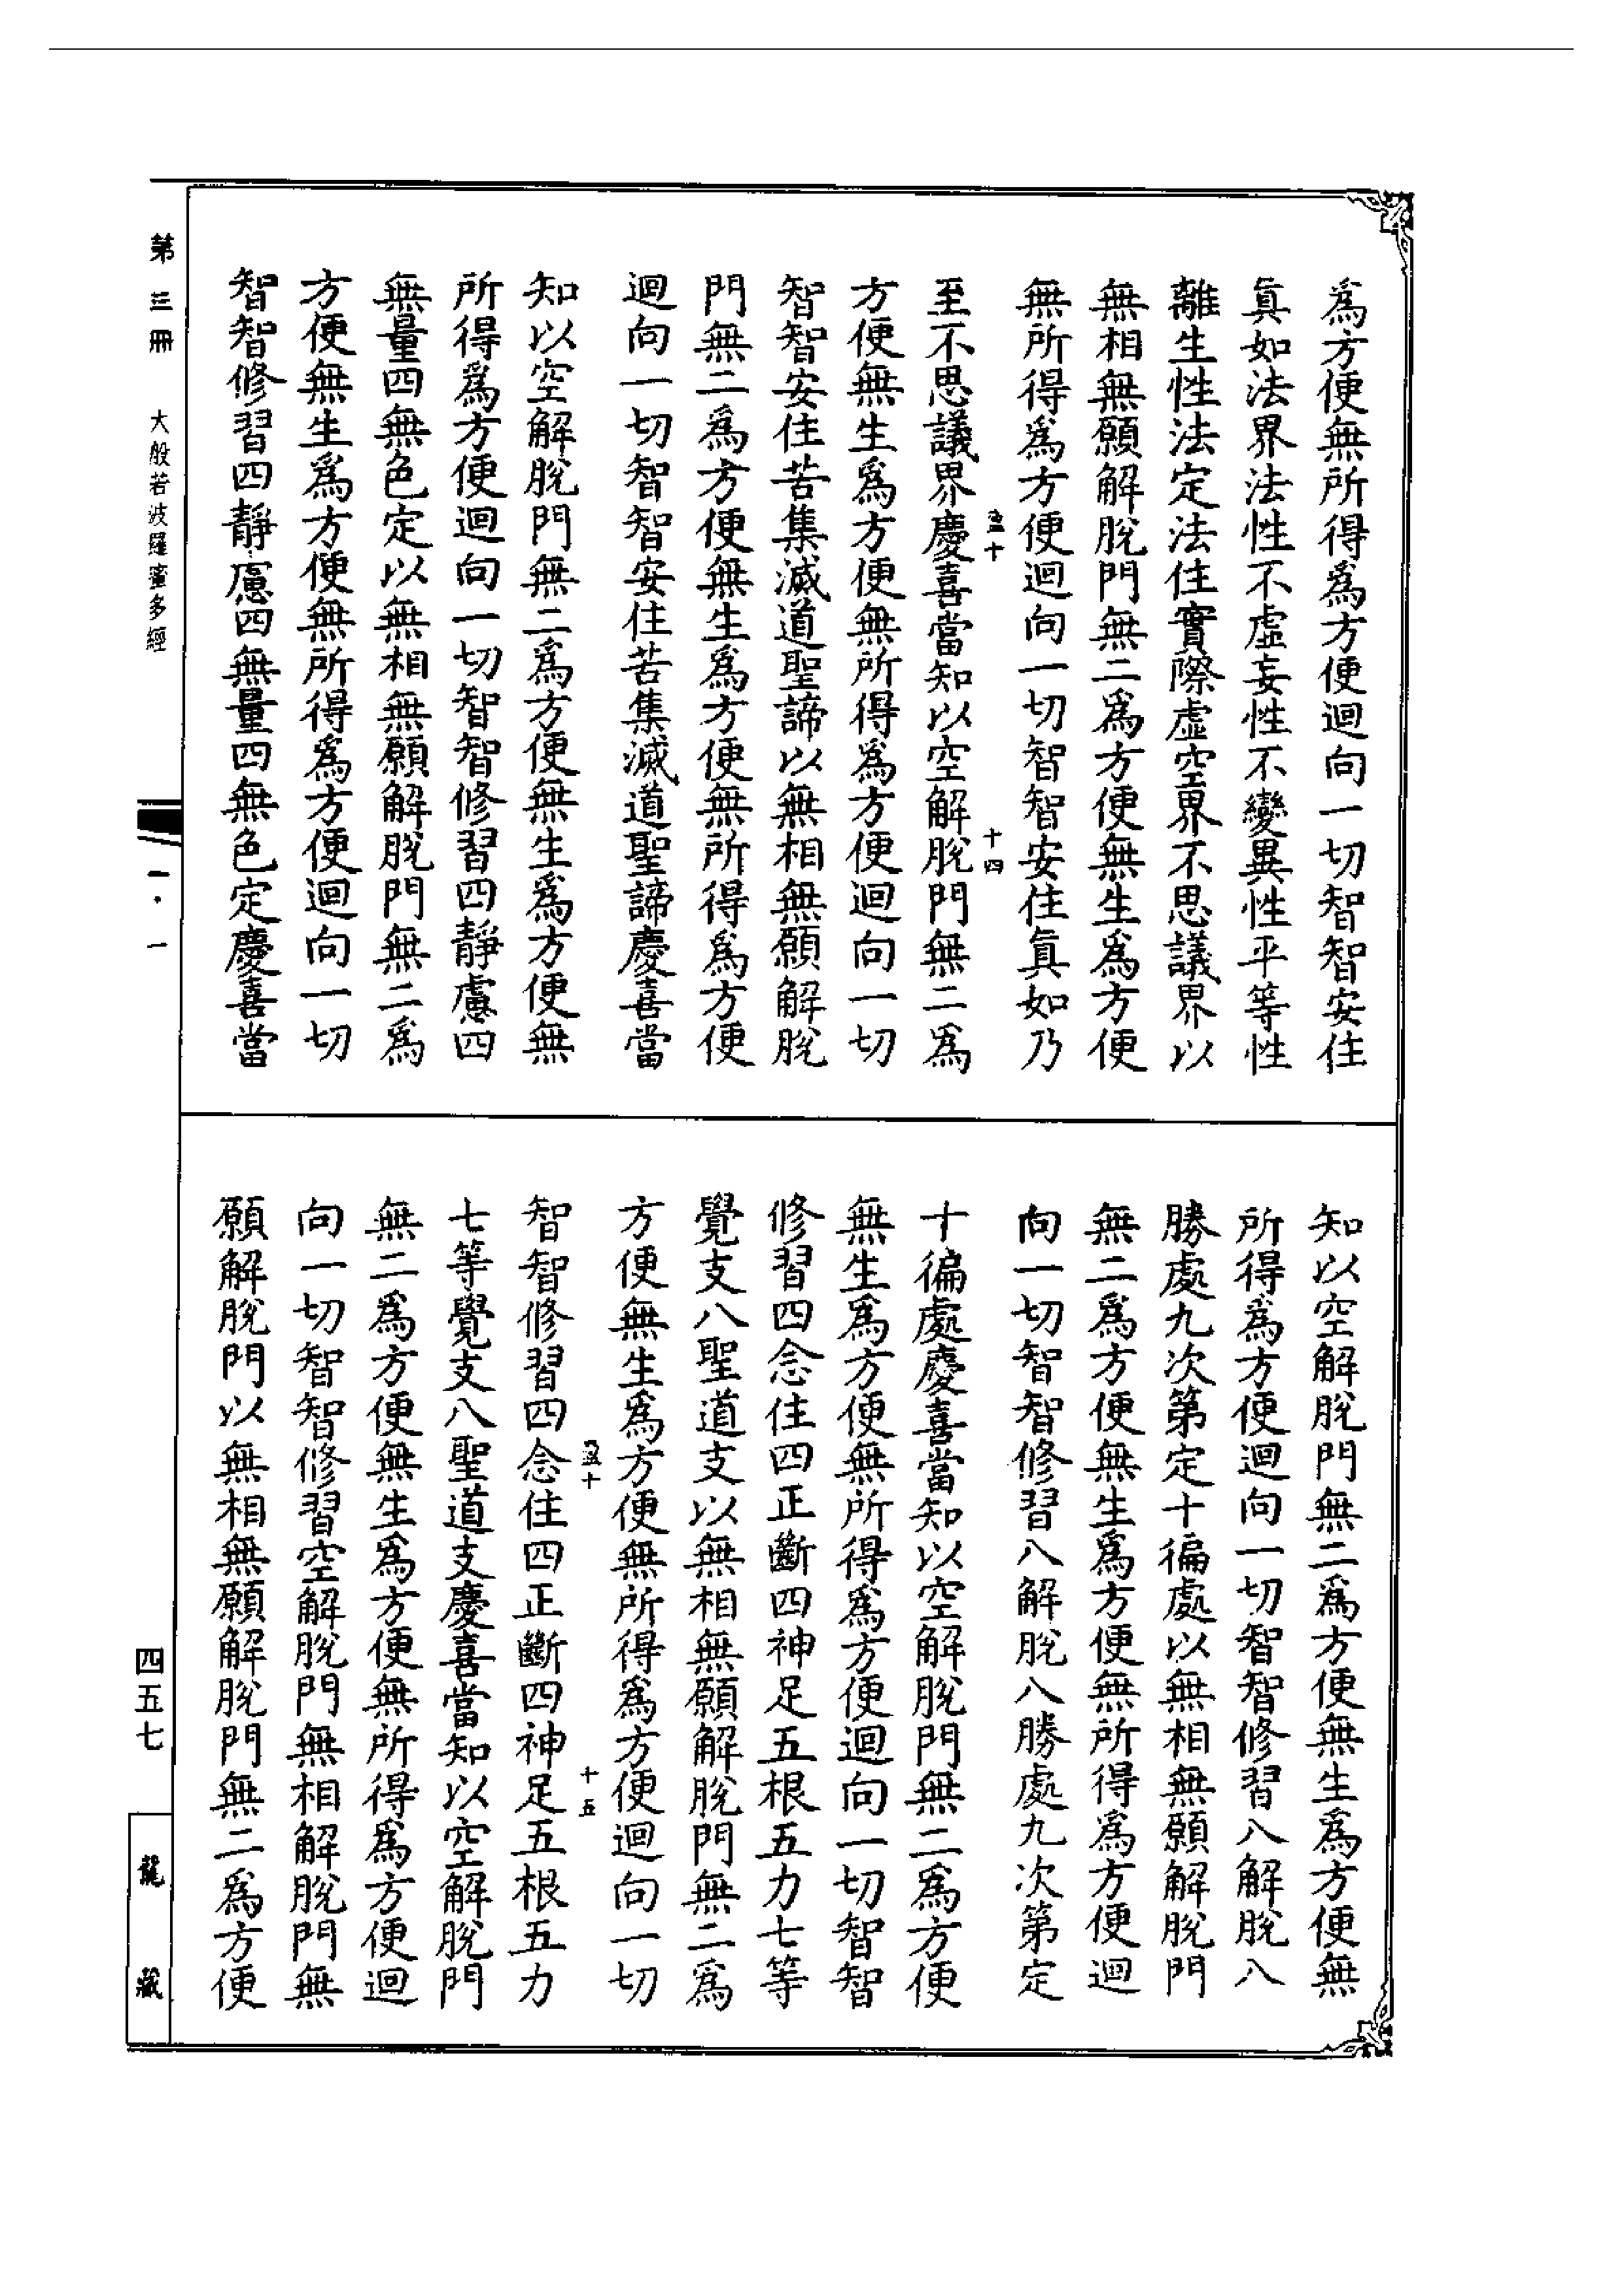 爲方便無所得爲方便迴向一切智智安住
眞如法界法性不虛妄性不變異性平等性
離生性法定法住實際虛空界不思議界以
無相無願解脫門無二爲方便無生爲方便
無所得爲方便迴向一切智智安住眞如乃
十四
至不思議界慶喜當知以空解脫門無二爲
方便無生爲方便無所得爲方便迴向一切
智智安住苦集滅道聖諦以無相無願解脫
門無二爲方便無生爲方便無所得爲方便
迴向一切智智安住苦集滅道聖諦慶喜當
知以空解脫門無二爲方便無生爲方便無
所得爲方便迴向一切智智修習四靜慮四
無量四無色定以無相無願解脫門無二爲
方便無生爲方便無所得爲方便迴向一切
智智修習四靜慮四無量四無色定慶喜當
知以空解脫門無二爲方便無生爲方便無
所得爲方便迴向一切智智修習八解脫八
勝處九次第定十徧處以無相無願解脫門
無二爲方便無生爲方便無所得爲方便迴
向一切智智修習八解脫八勝處九次第定
十徧處慶喜當知以空解脫門無二爲方便
無生爲方便無所得爲方便迴向一切智智
修習四念住四正斷四神足五根五力七等
覺支八聖道支以無相無願解脫門無二爲
方便無生爲方便無所得爲方便迴向一切
十五
智智修習四念住四正斷四神足五根五力
七等覺支八聖道支慶喜當知以空解脫門
無二爲方便無生爲方便無所得爲方便迴
向一切智智修習空解脫門無相解脫門無
願解脫門以無相無願解脫門無二爲方便
第三冊 大般若波羅蜜多經
一·一
四五七
龍藏